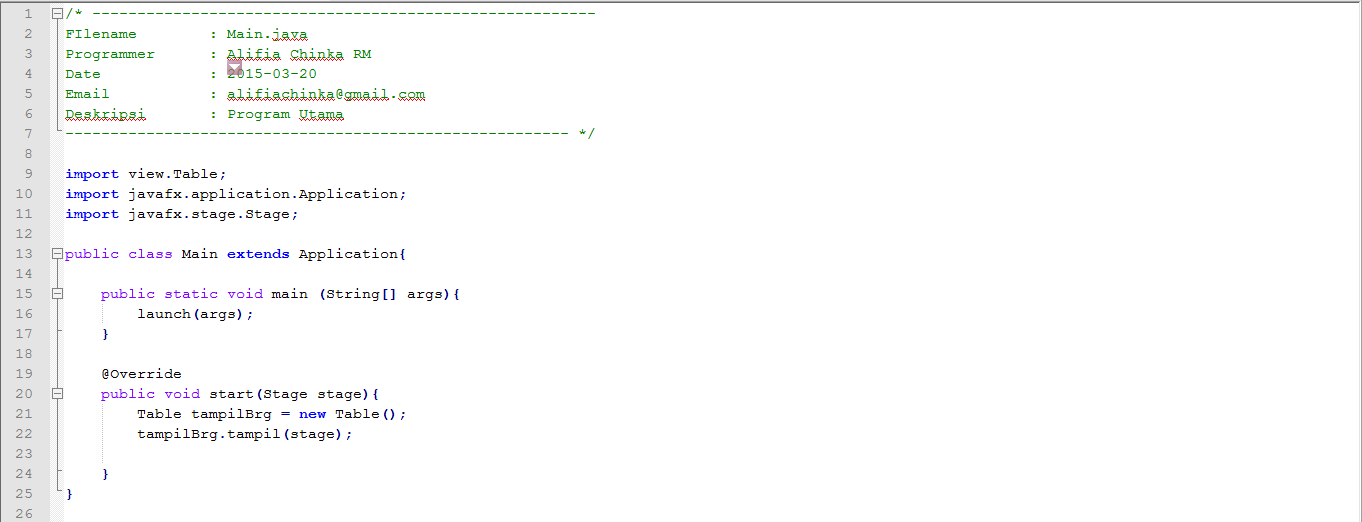 1 /* --------------------------------------------------------
2 FIlename : Main.java
3 Programmer : Alifia Chinka RM
4 Date : 2015-03-20
5 Email : alifiachinka@gmail.com
6 Deskripsi : Program Utama
7 -------------------------------------------------------- */
8
9 import view.Table;
10 import javafx.application.Application;
11 import javafx.stage.Stage;
12
13 public class Main extends Application{
14
15     public static void main (String[] args){
16         launch(args);
17     }
18
19     @Override
20     public void start(Stage stage){
21         Table tampilBrg = new Table();
22         tampilBrg.tampil(stage);
23
24     }
25 }
26